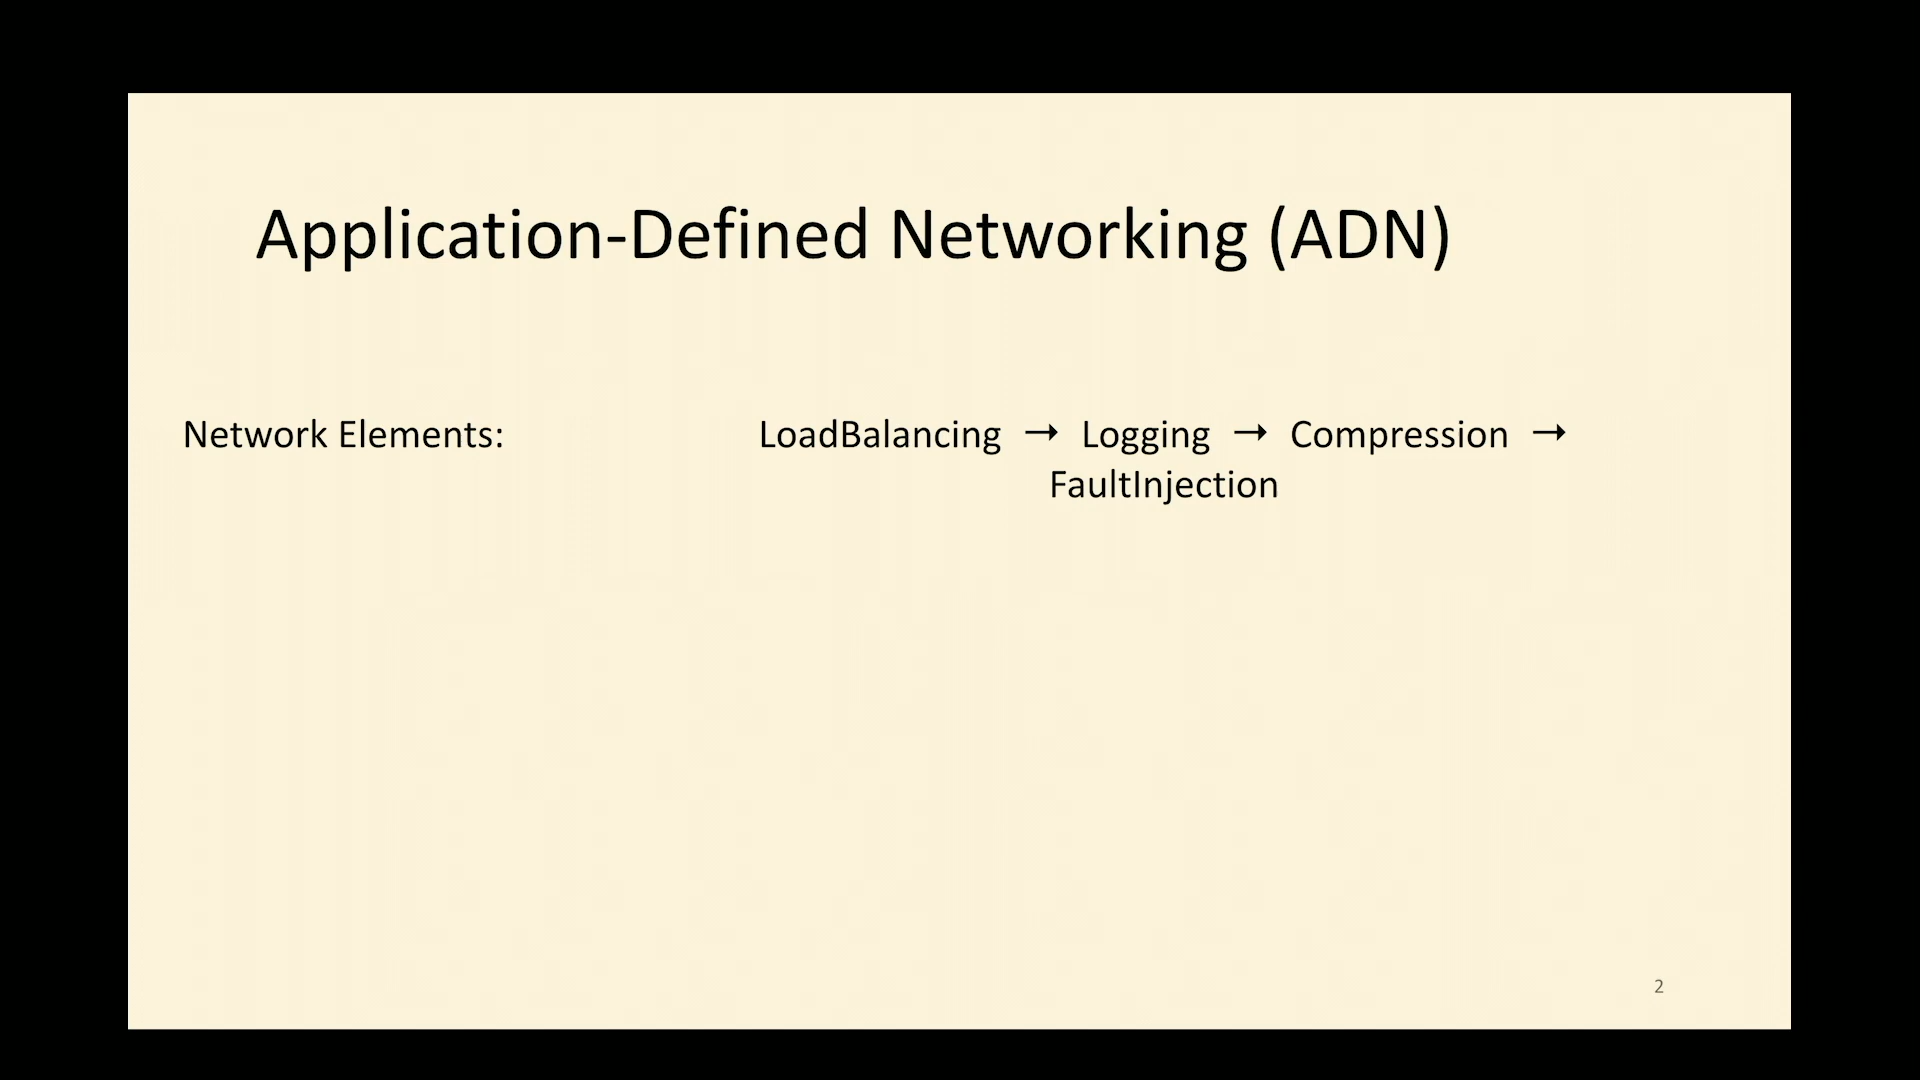 Application-Defined Networking (ADN)
Network Elements: LoadBalancing → Logging → Compression →
FaultInjection
2